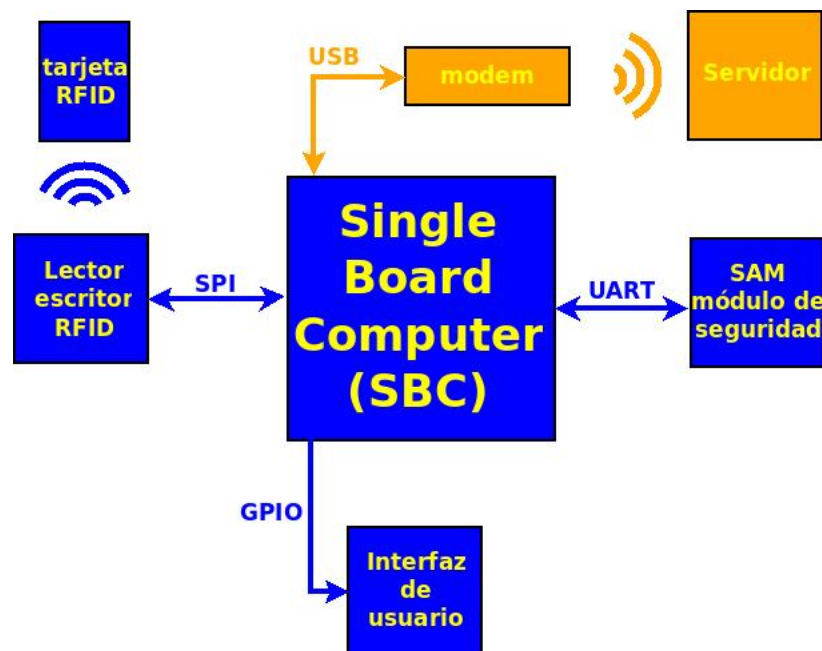 tarjeta
RFID
USB
modem
Servidor
Single
Board
Computer
(SBC)
Lector
escritor
RFID
SPI
UART
SAM
módulo de
seguridad
GPIO
Interfaz
de
usuario